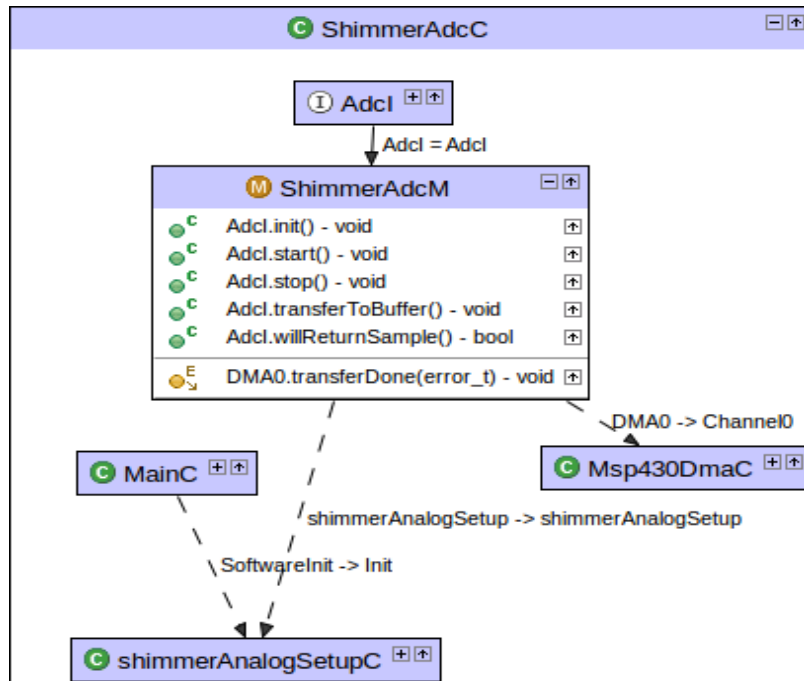 C ShimmerAdcC
I AdcI
AdcI = AdcI
M ShimmerAdcM
C AdcI.init() - void
C AdcI.start() - void
C AdcI.stop() - void
C AdcI.transferToBuffer() - void
C AdcI.willReturnSample() - bool
E DMA0.transferDone(error_t) - void
DMA0 -> Channel0
C MainC
C Msp430DmaC
shimmerAnalogSetup -> shimmerAnalogSetup
SoftwareInit -> Init
C shimmerAnalogSetupC